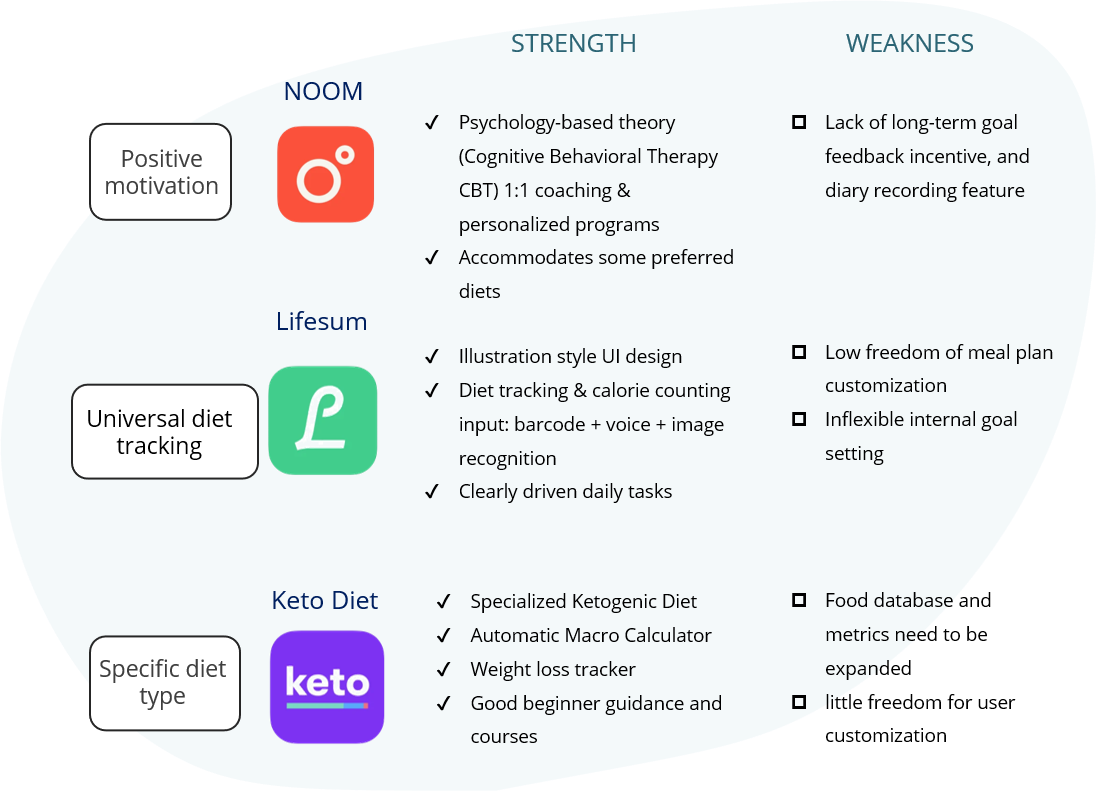 STRENGTH
WEAKNESS
NOOM
Positive
motivation
✓ Psychology-based theory
(Cognitive Behavioral Therapy
CBT) 1:1 coaching &
personalized programs
✓ Accommodates some preferred
diets
Lack of long-term goal
feedback incentive, and
diary recording feature
Lifesum
Universal diet
tracking
L
✓ Illustration style UI design
✓ Diet tracking & calorie counting
input: barcode + voice + image
recognition
✓ Clearly driven daily tasks
Low freedom of meal plan
customization
Inflexible internal goal
setting
Keto Diet
Specific diet
type
keto
✓ Specialized Ketogenic Diet
✓ Automatic Macro Calculator
✓ Weight loss tracker
✓ Good beginner guidance and
courses
Food database and
metrics need to be
expanded
little freedom for user
customization